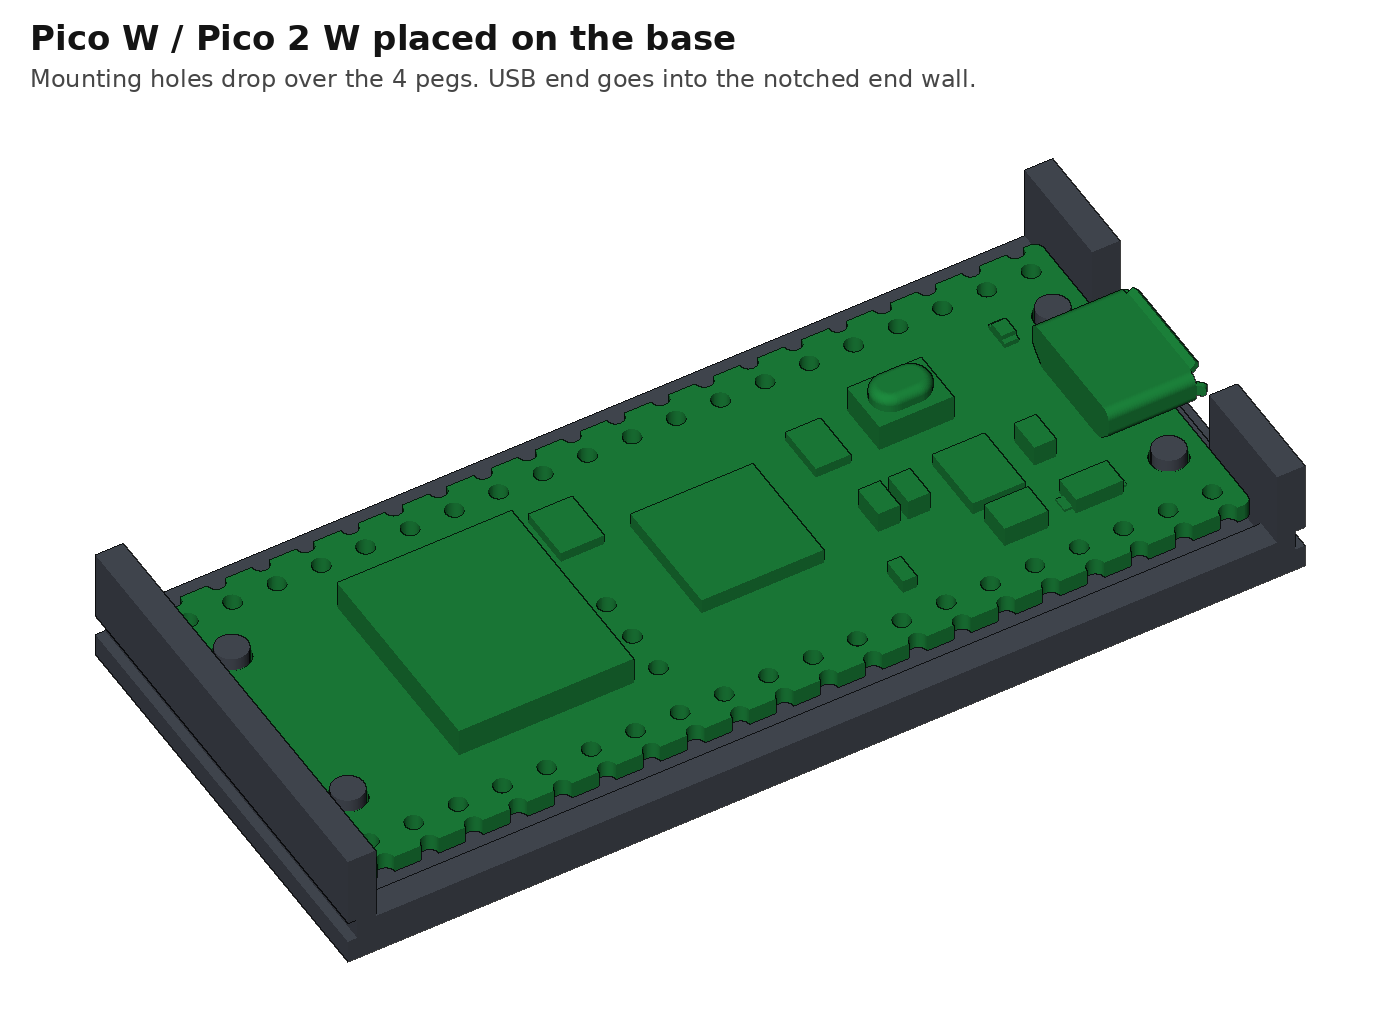 Pico W / Pico 2 W placed on the base
Mounting holes drop over the 4 pegs. USB end goes into the notched end wall.